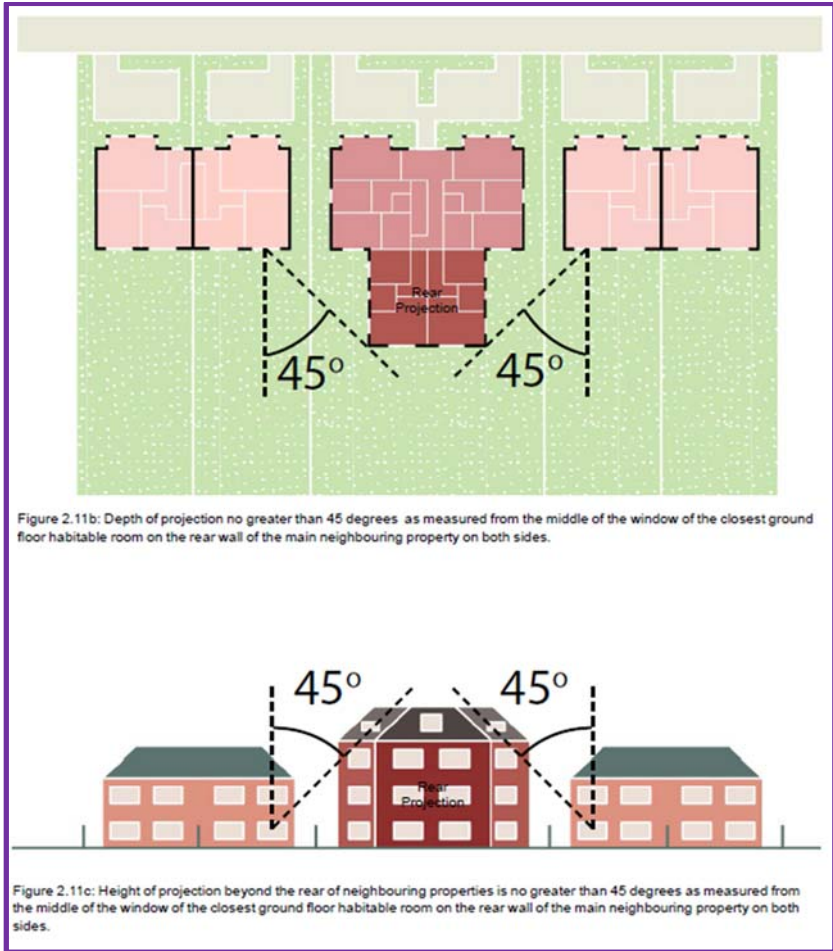 Rear
Projection
45º
45º
Figure 2.11b: Depth of projection no greater than 45 degrees as measured from the middle of the window of the closest ground
floor habitable room on the rear wall of the main neighbouring property on both sides.
45º
45º
Rear
Projection
Figure 2.11c: Height of projection beyond the rear of neighbouring properties is no greater than 45 degrees as measured from
the middle of the window of the closest ground floor habitable room on the rear wall of the main neighbouring property on both
sides.